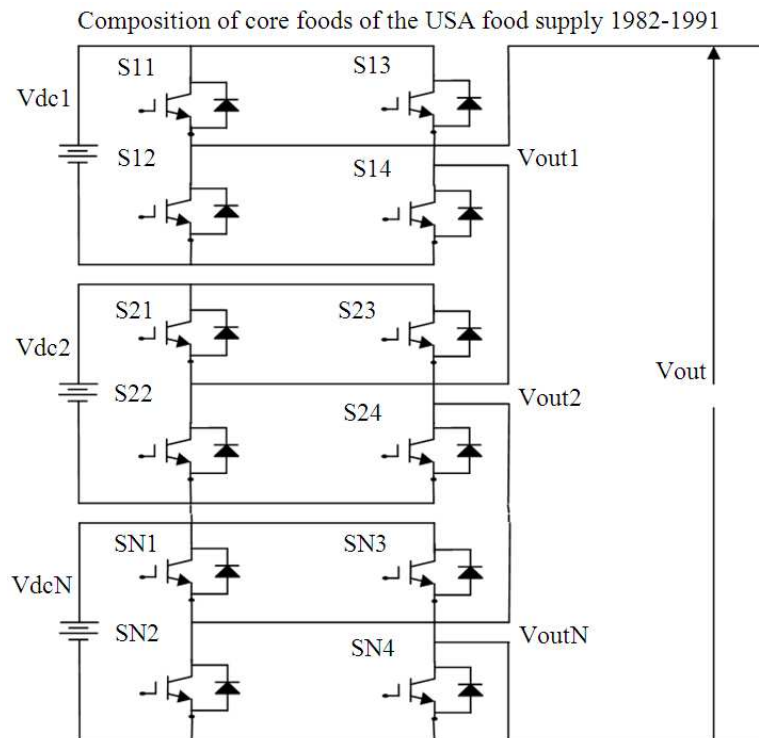 Composition of core foods of the USA food supply 1982-1991
S11
S13
Vdc1
S12
S14
Vout1
S21
S23
Vdc2
S22
S24
Vout2
Vout
SN1
SN3
VdcN
SN2
SN4
VoutN